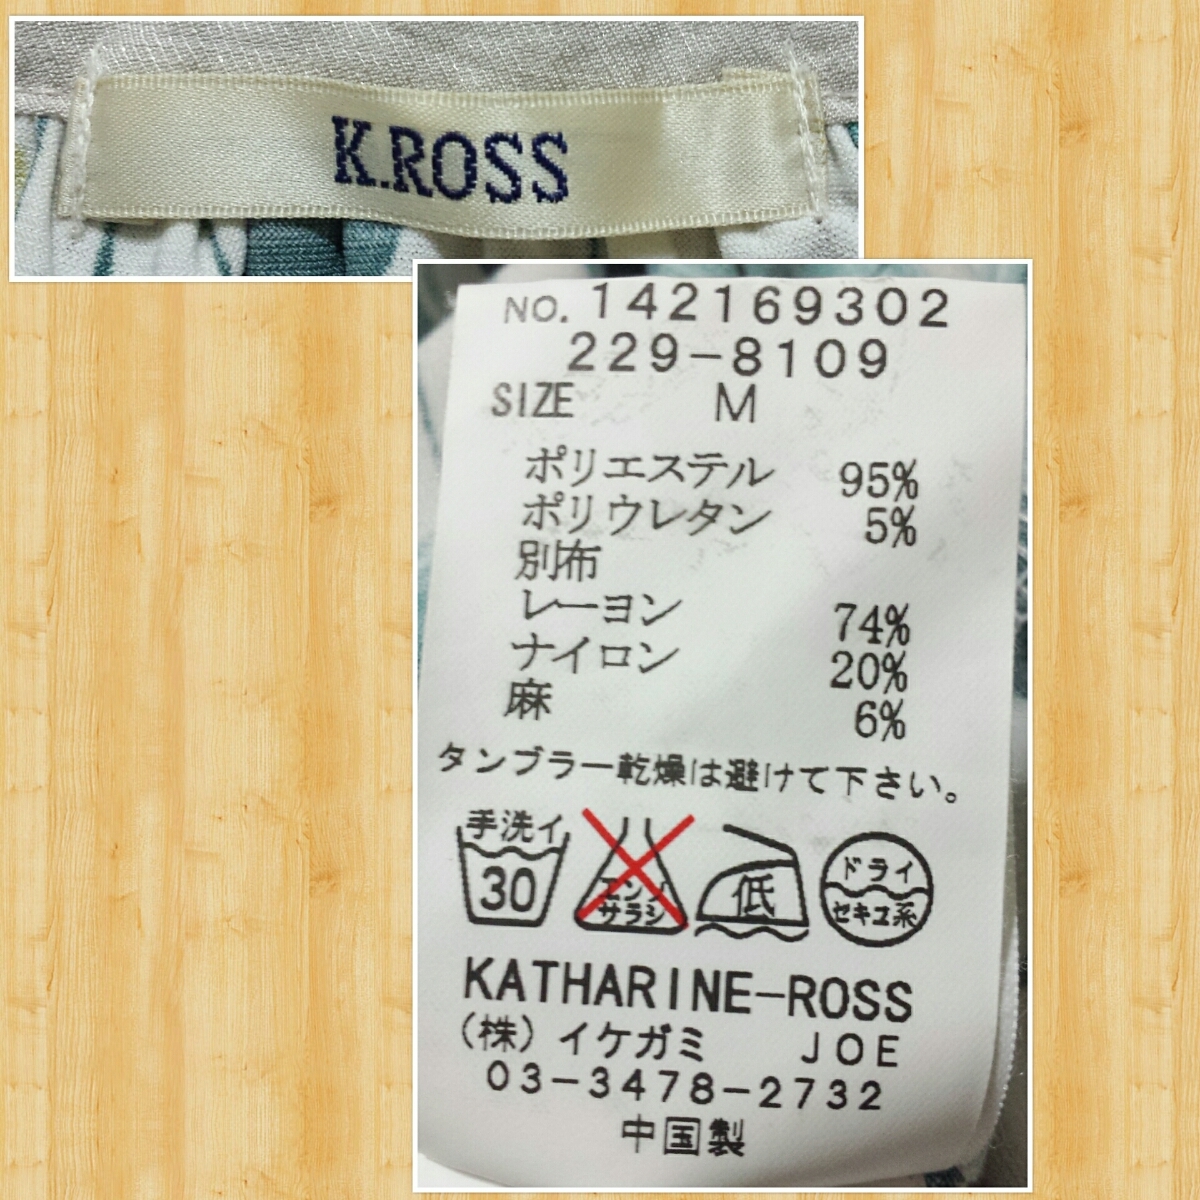 K.ROSS
NO. 142169302
229-8109
SIZE M
ポリエステル 95%
ポリウレタン 5%
別布
レーヨン 74%
ナイロン 20%
麻 6%
タンブラー乾燥は避けて下さい。
手洗イ 30
エンソ サラシ
低
ドライ セキユ系
KATHARINE-ROSS
(株)イケガミ JOE
03-3478-2732
中国製